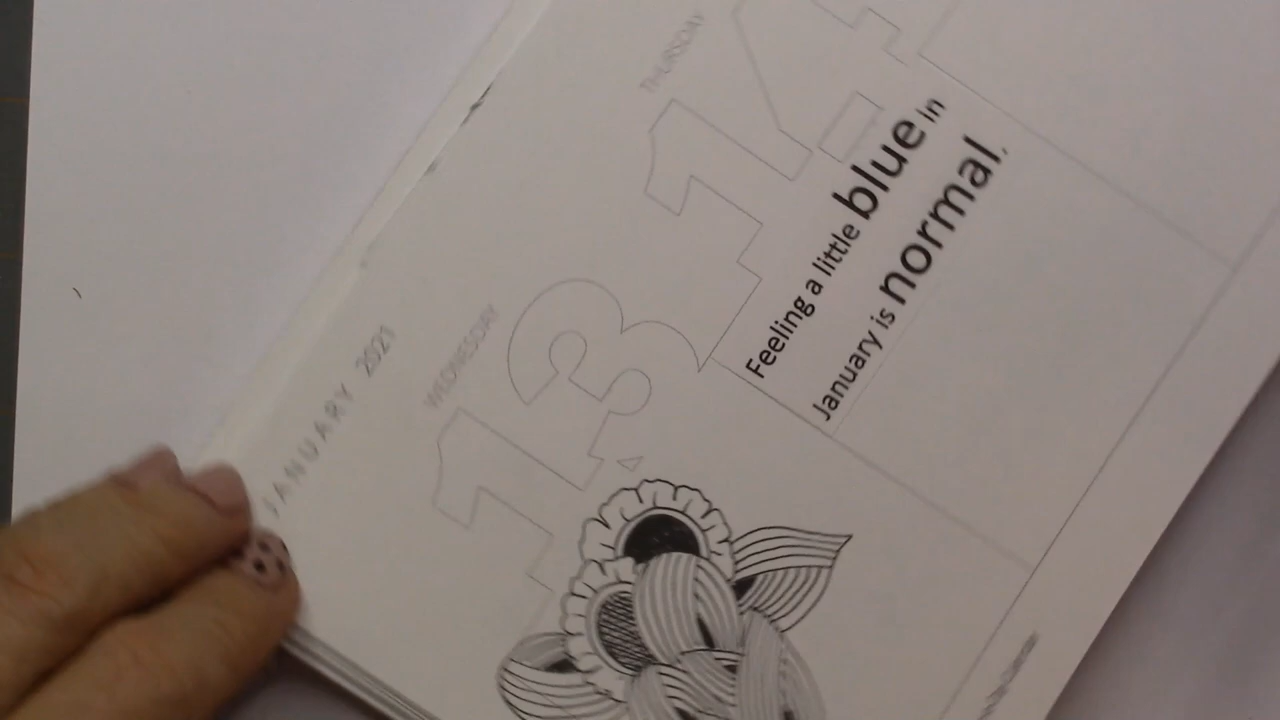 JANUARY 2021
WEDNESDAY
13
THURSDAY
14
Feeling a little blue in
January is normal.